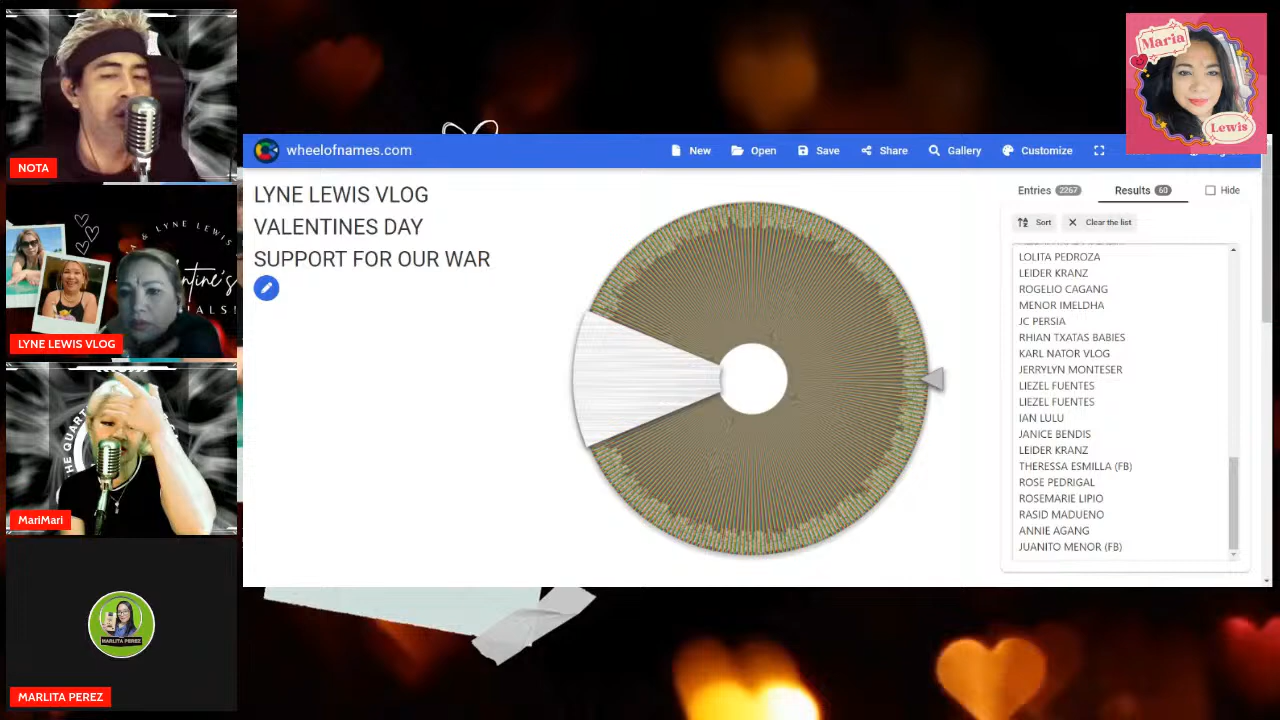 NOTA
LYNE LEWIS VLOG
MariMari
MARLITA PEREZ
MARLITA PEREZ
Maria
Lewis
wheelofnames.com
New
Open
Save
Share
Gallery
Customize
LYNE LEWIS VLOG
VALENTINES DAY
SUPPORT FOR OUR WAR
Entries 2267
Results 60
Hide
Sort
Clear the list
LOLITA PEDROZA
LEIDER KRANZ
ROGELIO CAGANG
MENOR IMELDHA
JC PERSIA
RHIAN TXATAS BABIES
KARL NATOR VLOG
JERRYLYN MONTESER
LIEZEL FUENTES
LIEZEL FUENTES
IAN LULU
JANICE BENDIS
LEIDER KRANZ
THERESSA ESMILLA (FB)
ROSE PEDRIGAL
ROSEMARIE LIPIO
RASID MADUENO
ANNIE AGANG
JUANITO MENOR (FB)